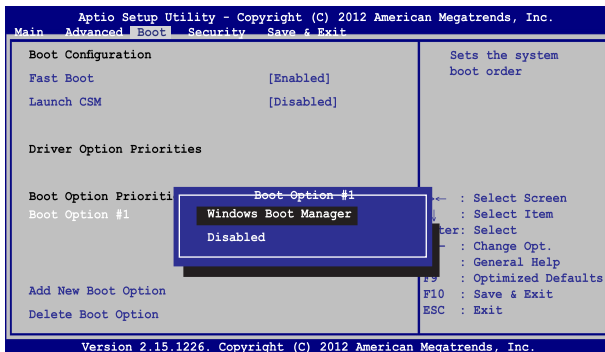 Aptio Setup Utility - Copyright (C) 2012 American Megatrends, Inc.
Main Advanced Boot Security Save & Exit
Boot Configuration
Fast Boot [Enabled]
Launch CSM [Disabled]
Driver Option Priorities
Boot Option Prioriti
Boot Option #1
Boot Option #1
Windows Boot Manager
Disabled
Add New Boot Option
Delete Boot Option
Sets the system
boot order
→← : Select Screen
: Select Item
ter: Select
— : Change Opt.
: General Help
F9 : Optimized Defaults
F10 : Save & Exit
ESC : Exit
Version 2.15.1226. Copyright (C) 2012 American Megatrends, Inc.